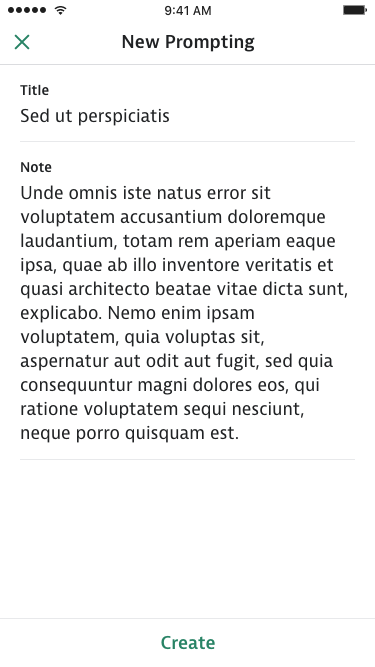 9:41 AM
New Prompting
Title
Sed ut perspiciatis
Note
Unde omnis iste natus error sit
voluptatem accusantium doloremque
laudantium, totam rem aperiam eaque
ipsa, quae ab illo inventore veritatis et
quasi architecto beatae vitae dicta sunt,
explicabo. Nemo enim ipsam
voluptatem, quia voluptas sit,
aspernatur aut odit aut fugit, sed quia
consequuntur magni dolores eos, qui
ratione voluptatem sequi nesciunt,
neque porro quisquam est.
Create